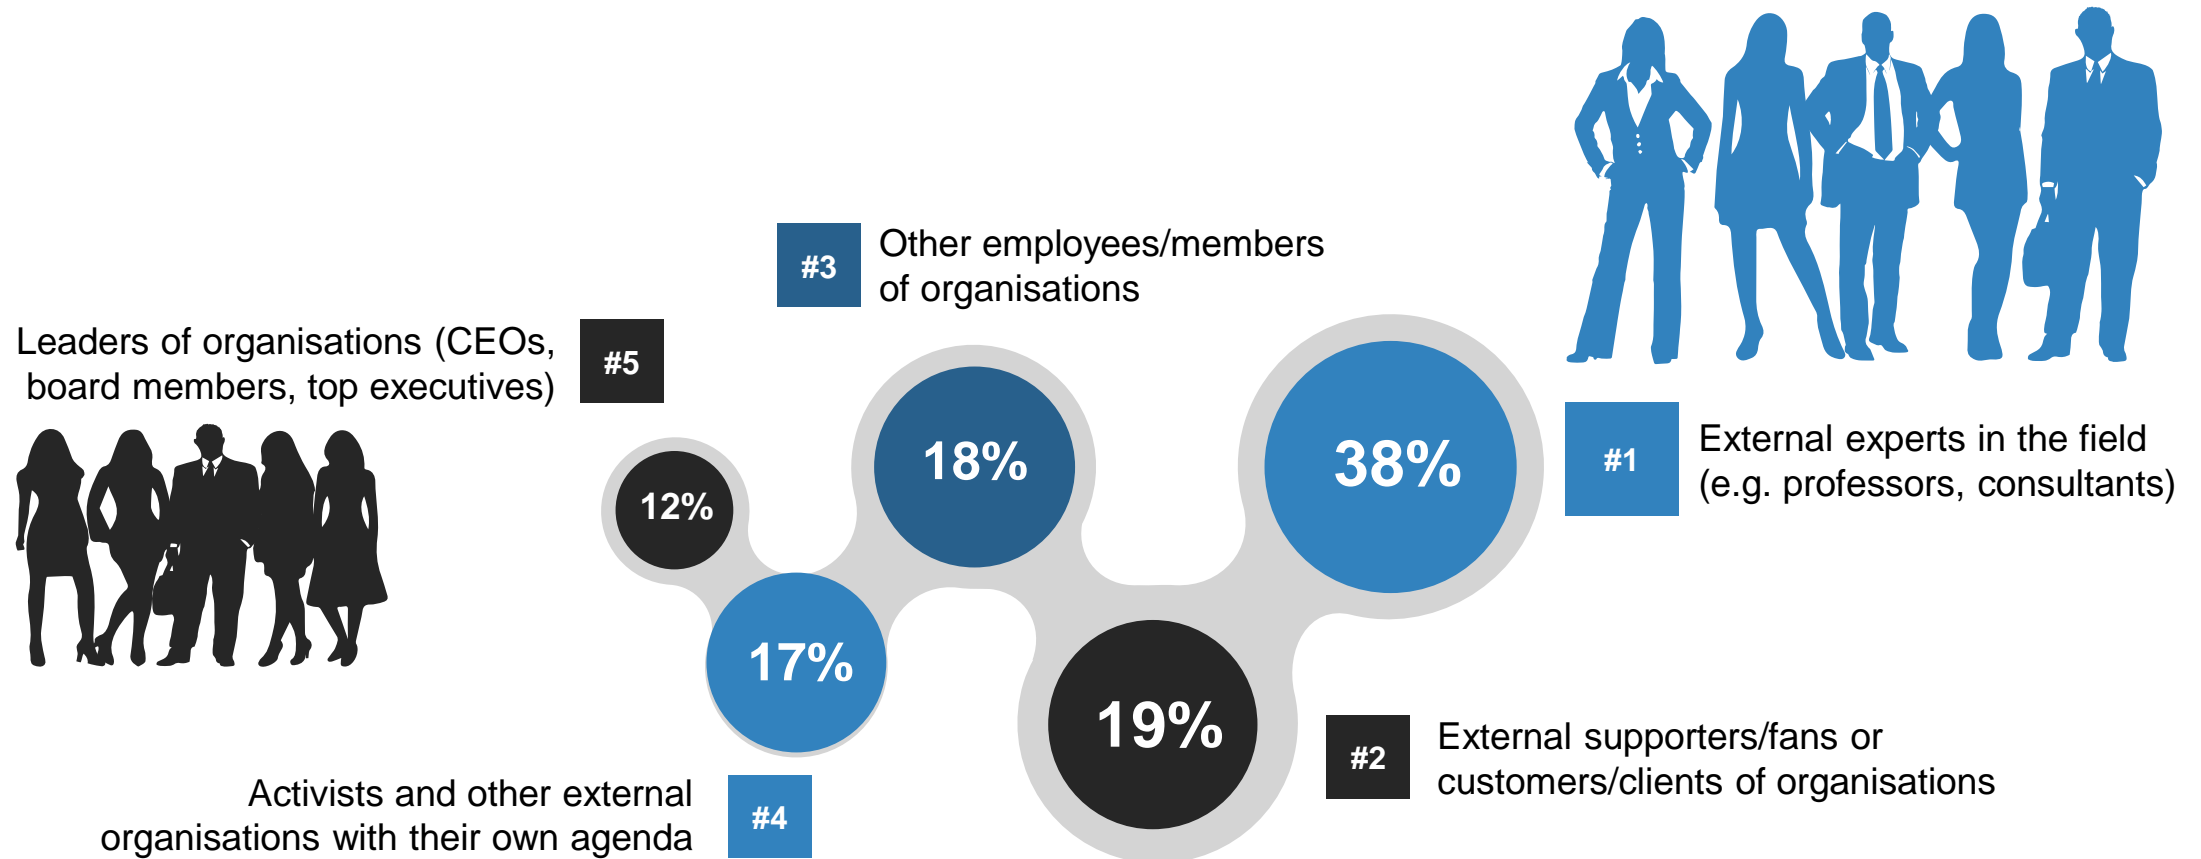 #3
Other employees/members
of organisations
Leaders of organisations (CEOs,
board members, top executives)
#5
12%
18%
38%
#1
External experts in the field
(e.g. professors, consultants)
17%
19%
#2
External supporters/fans or
customers/clients of organisations
Activists and other external
organisations with their own agenda
#4